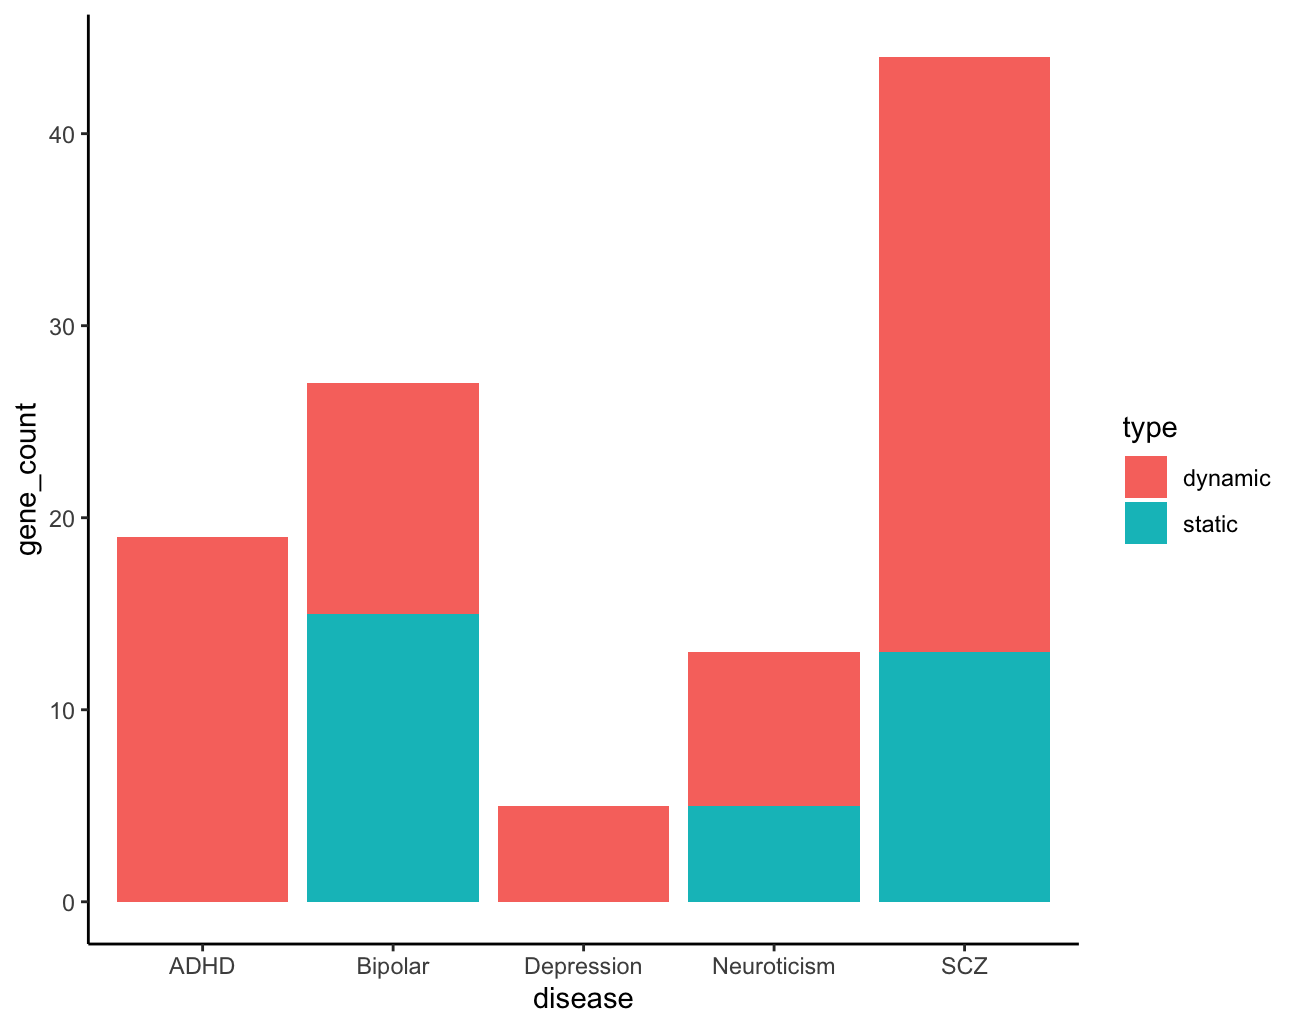 gene_count
40
30
20
10
0
ADHD Bipolar Depression Neuroticism SCZ
disease
type
dynamic
static